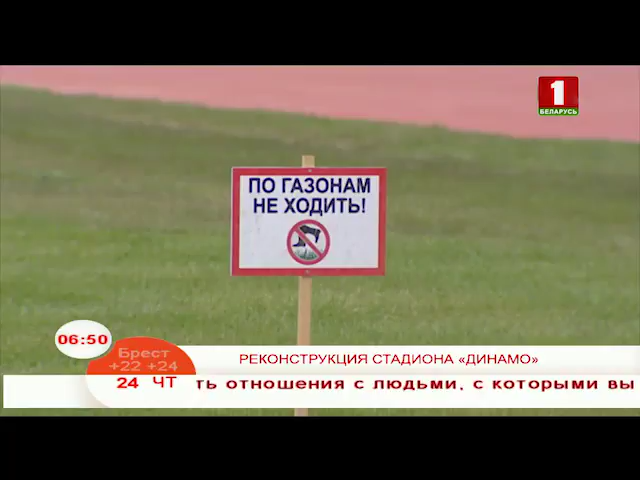 1
БЕЛАРУСЬ
ПО ГАЗОНАМ
НЕ ХОДИТЬ!
06:50
Брест
+22 +24
РЕКОНСТРУКЦИЯ СТАДИОНА «ДИНАМО»
24 ЧТ
ть отношения с людьми, с которыми вы